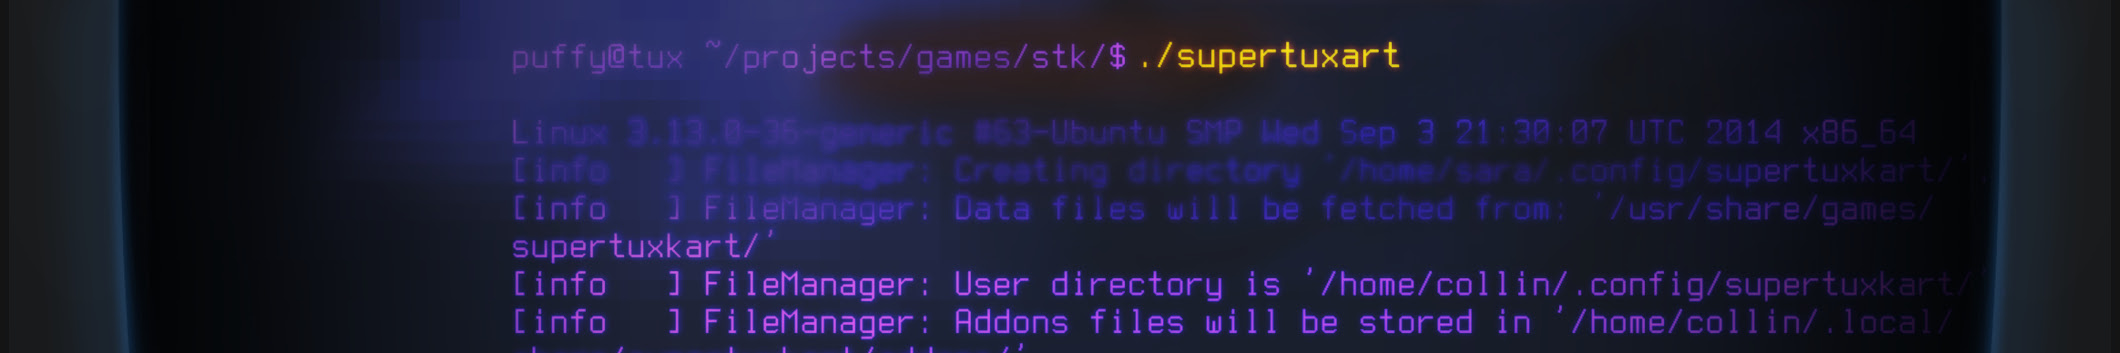 puffy@tux ~/projects/games/stk/$ ./supertuxart
Linux 3.13.0-36-generic #63-Ubuntu SMP Wed Sep 3 21:30:07 UTC 2014 x86_64
[info   ] FileManager: Creating directory '/home/sara/.config/supertuxkart/'.
[info   ] FileManager: Data files will be fetched from: '/usr/share/games/
supertuxkart/'
[info   ] FileManager: User directory is '/home/collin/.config/supertuxkart/'
[info   ] FileManager: Addons files will be stored in '/home/collin/.local/